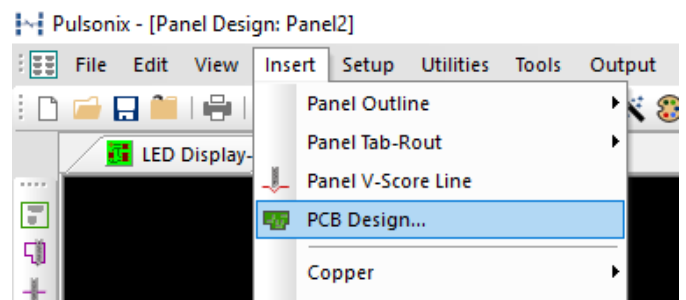 Pulsonix - [Panel Design: Panel2]
File Edit View Insert Setup Utilities Tools Output
Panel Outline
Panel Tab-Rout
LED Display-
Panel V-Score Line
PCB Design...
Copper